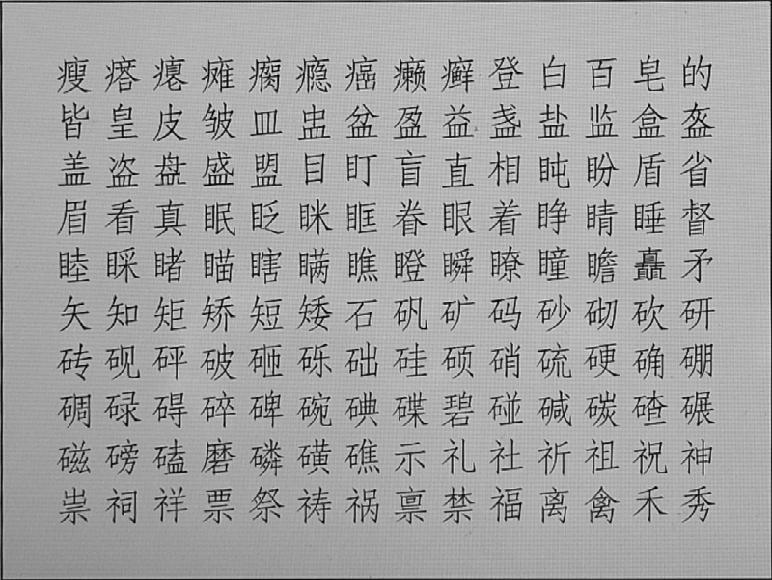 瘦瘩瘪瘫瘸瘾癌癞癣登白百皂的
皆皇皮皱皿盅盆盈益盏盐监盒盔
盖盗盘盛盟目盯盲直相盹盼盾省
眉看真眠眨眯眶眷眼着睁睛睡督
睦睬睹瞄瞎瞒瞧瞪瞬瞭瞳瞻矗矛
矢知矩矫短矮石矾矿码砂砌砍研
砖砚砰破砸砾础硅硕硝硫硬确硼
碉碌碍碎碑碗碘碟碧碰碱碳碴碾
磁磅磕磨磷磺礁示礼社祈祖祝神
祟祠祥票祭祷祸禀禁福离禽禾秀